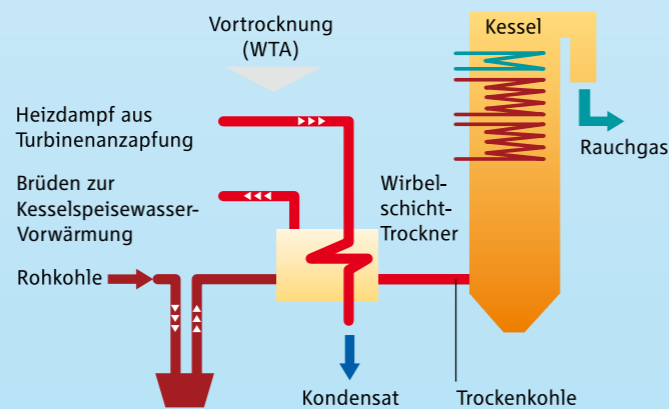 Vortrocknung
(WTA)
Kessel
Heizdampf aus
Turbinenanzapfung
Rauchgas
Brüden zur
Kesselspeisewasser-
Vorwärmung
Wirbel-
schicht-
Trockner
Rohkohle
Kondensat
Trockenkohle